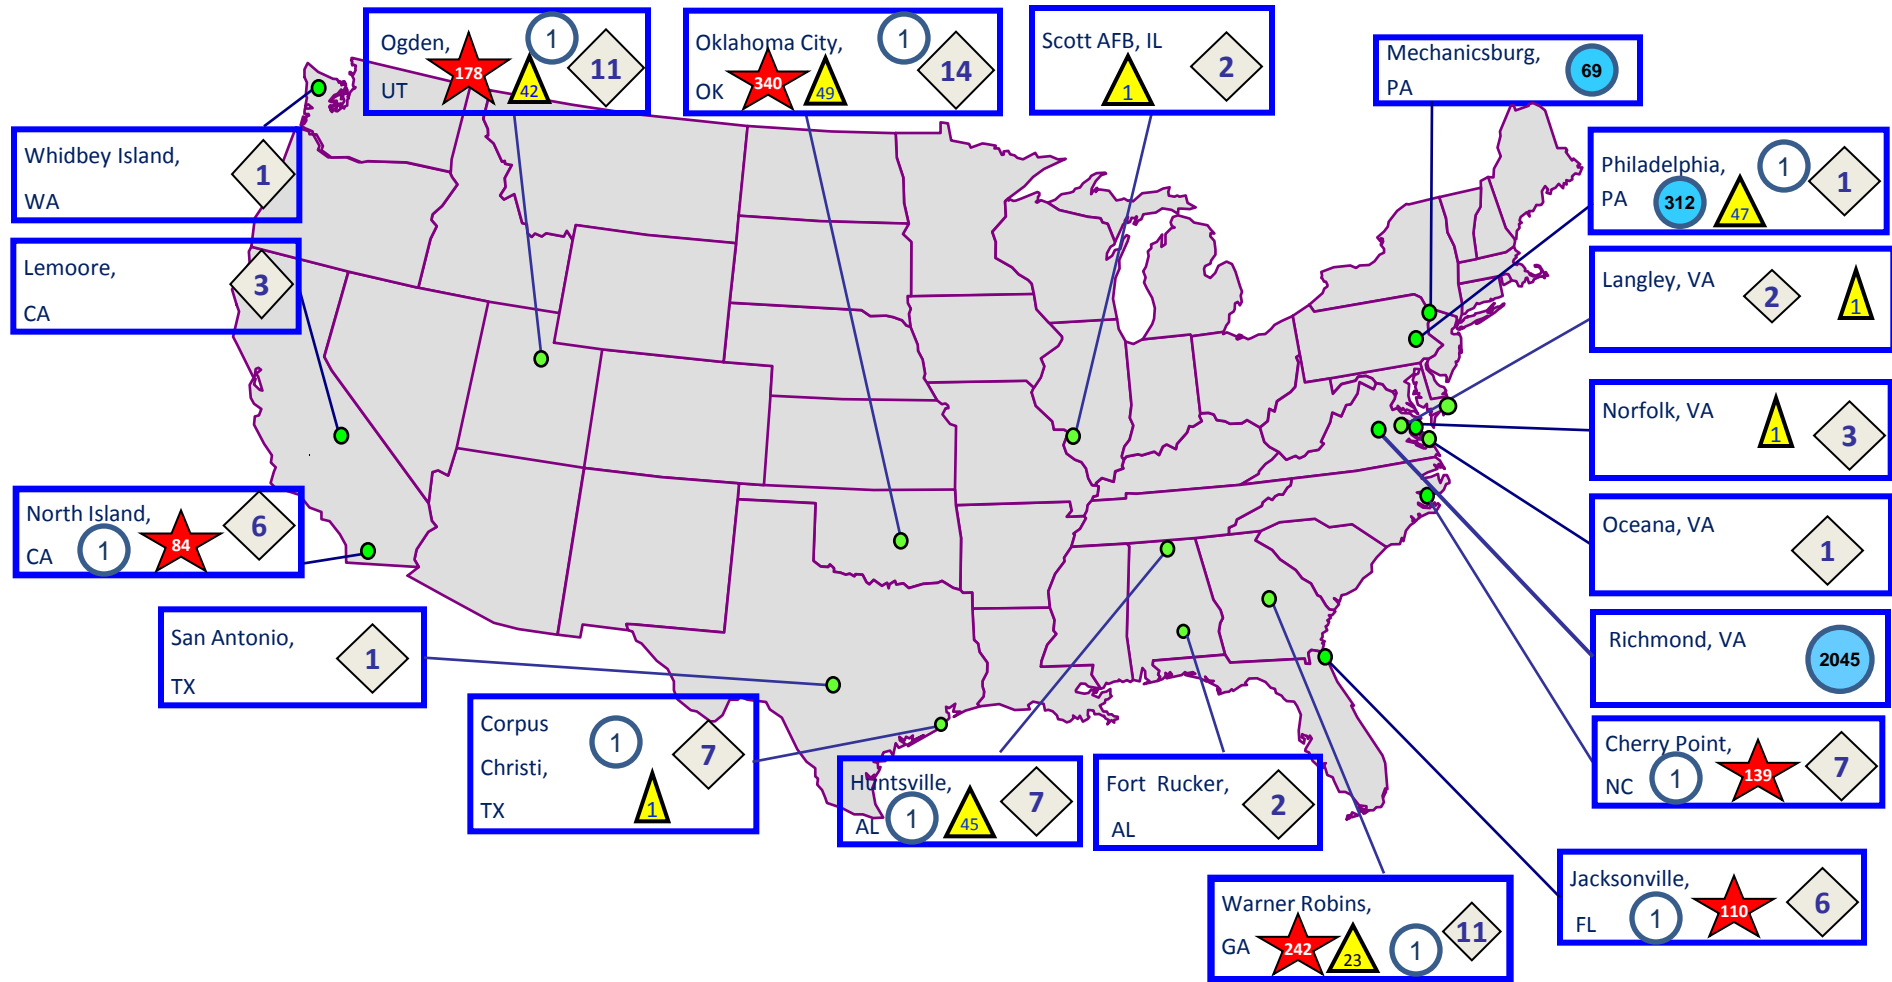 Ogden,
1
11
178
42
UT
Oklahoma City,
1
14
340
49
OK
Scott AFB, IL
2
1
Mechanicsburg,
69
PA
Whidbey Island,
1
WA
Philadelphia,
1
1
PA
312
47
Lemoore,
3
CA
Langley, VA
2
1
Norfolk, VA
1
3
North Island,
6
CA
1
84
Oceana, VA
1
San Antonio,
1
TX
Richmond, VA
2045
Corpus
1
7
Christi,
TX
1
Huntsville,
7
AL
1
45
Fort Rucker,
2
AL
Cherry Point,
7
NC
1
139
Warner Robins,
11
GA
242
23
1
Jacksonville,
6
FL
1
110